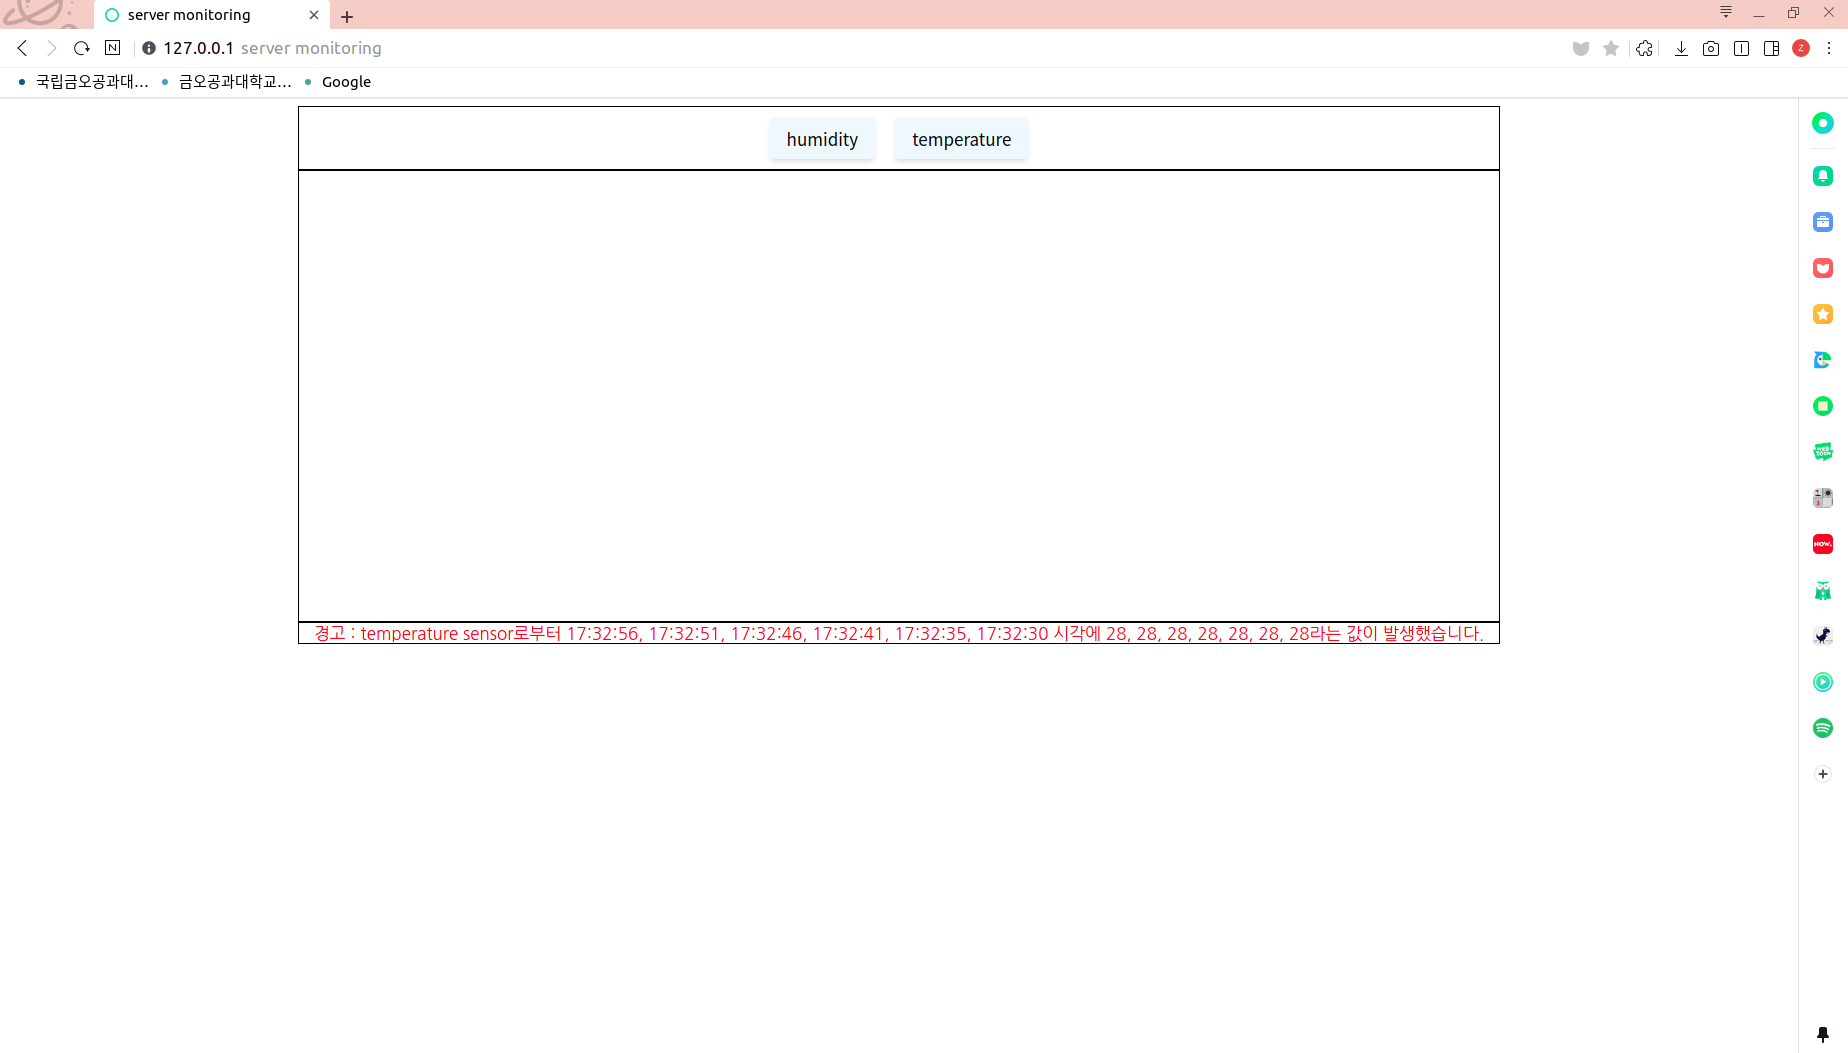 server monitoring
N 127.0.0.1 server monitoring Z
국립금오공과대... 금오공과대학교... Google
humidity temperature
경고 : temperature sensor로부터 17:32:56, 17:32:51, 17:32:46, 17:32:41, 17:32:35, 17:32:30 시각에 28, 28, 28, 28, 28, 28, 28라는 값이 발생했습니다.
WEB
TOON
NOW.